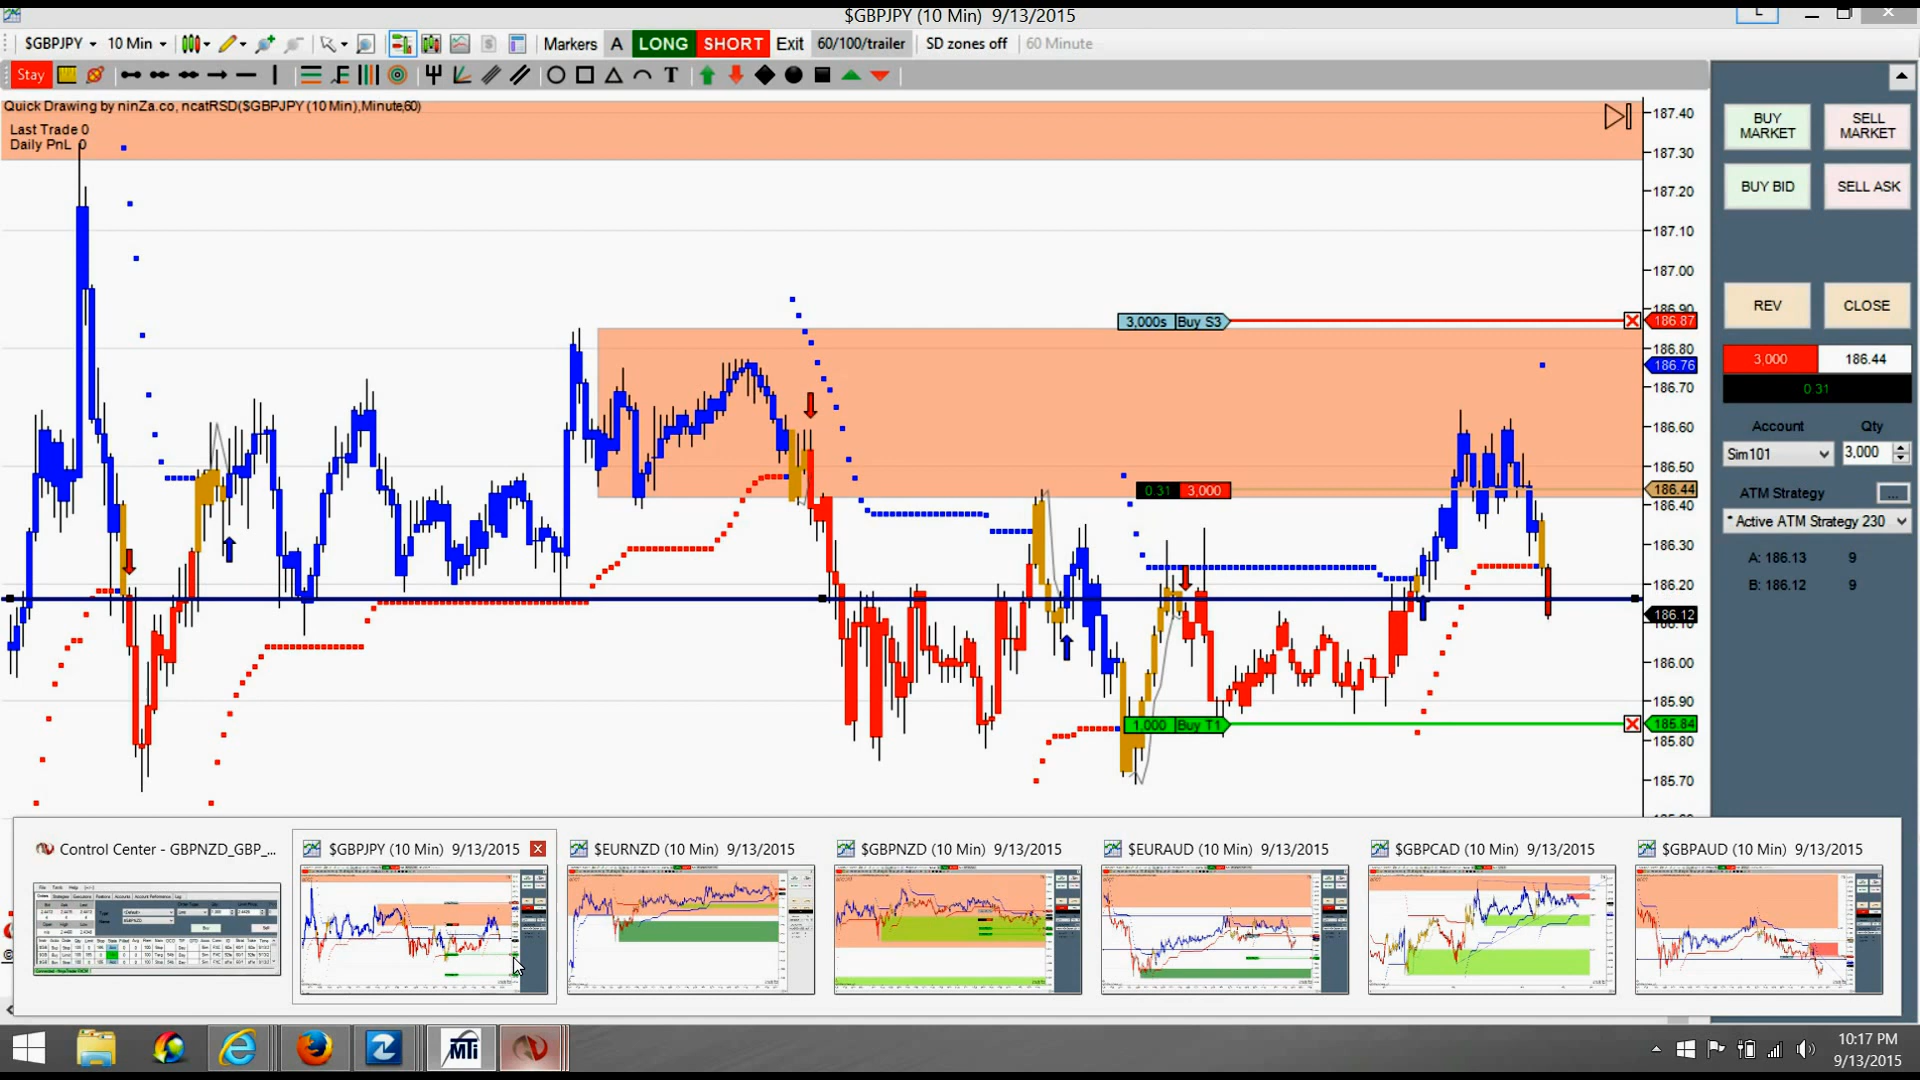 $GBPJPY (10 Min)  9/13/2015
L
$GBPJPY
10 Min
Markers
A
LONG
SHORT
Exit
60/100/trailer
SD zones off
60 Minute
Stay
T
Quick Drawing by ninZa.co, ncatRSD($GBPJPY (10 Min),Minute,60)
Last Trade 0
Daily PnL  0
187.40
187.30
187.20
187.10
187.00
186.90
3,000s
Buy S3
186.87
186.80
186.76
186.70
186.60
186.50
0.31
3,000
186.44
186.40
186.30
186.20
186.12
186.10
186.00
185.90
1,000
Buy T1
185.84
185.80
185.70
BUY MARKET
SELL MARKET
BUY BID
SELL ASK
REV
CLOSE
3,000
186.44
0.31
Account
Qty
Sim101
3,000
ATM Strategy
...
* Active ATM Strategy 230
A: 186.13
9
B: 186.12
9
Control Center - GBPNZD_GBP_...
$GBPJPY (10 Min)  9/13/2015
$EURNZD (10 Min)  9/13/2015
$GBPNZD (10 Min)  9/13/2015
$EURAUD (10 Min)  9/13/2015
$GBPCAD (10 Min)  9/13/2015
$GBPAUD (10 Min)  9/13/2015
MTi
10:17 PM
9/13/2015